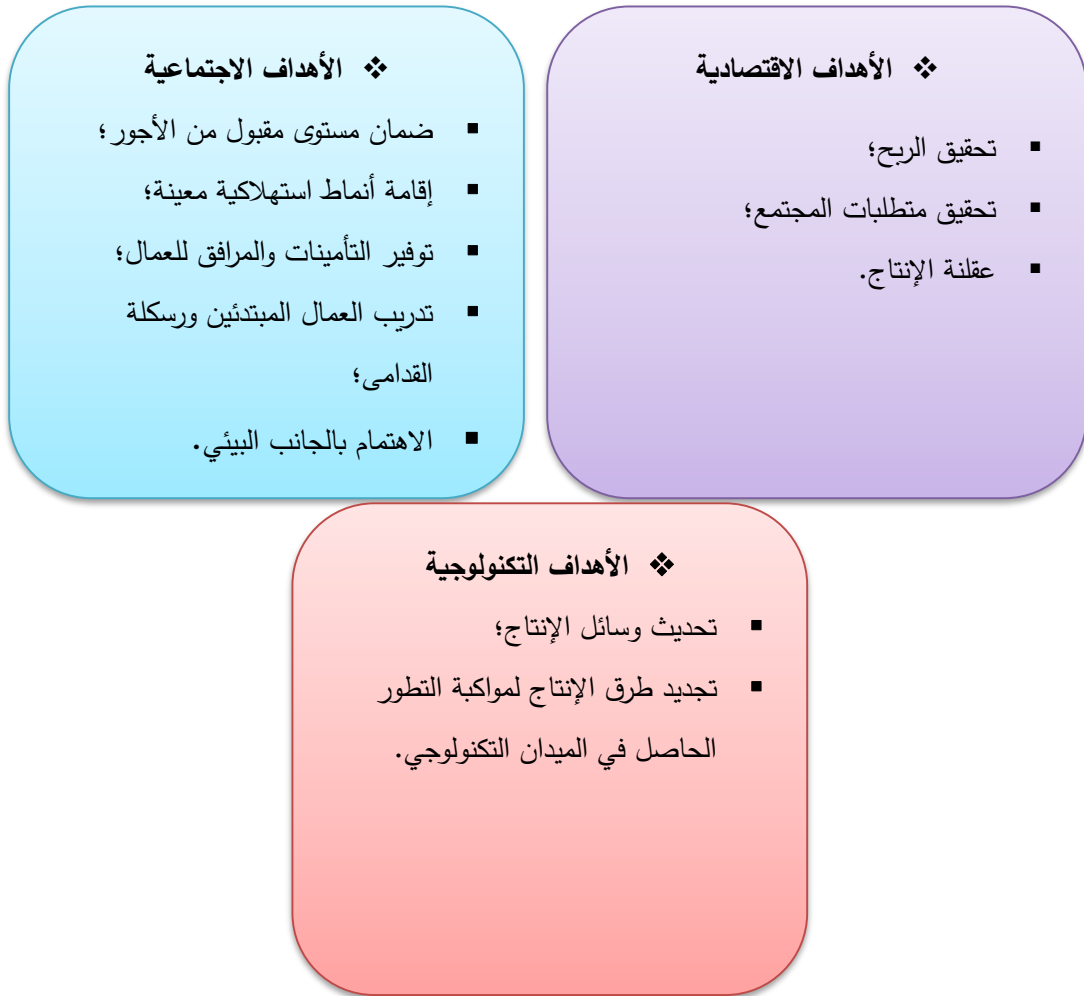 ❖ الأهداف الاقتصادية
▪ تحقيق الربح؛
▪ تحقيق متطلبات المجتمع؛
▪ عقلنة الإنتاج.
❖ الأهداف الاجتماعية
▪ ضمان مستوى مقبول من الأجور؛
▪ إقامة أنماط استهلاكية معينة؛
▪ توفير التأمينات والمرافق للعمال؛
▪ تدريب العمال المبتدئين ورسكلة
القدامى؛
▪ الاهتمام بالجانب البيئي.
❖ الأهداف التكنولوجية
▪ تحديث وسائل الإنتاج؛
▪ تجديد طرق الإنتاج لمواكبة التطور
الحاصل في الميدان التكنولوجي.